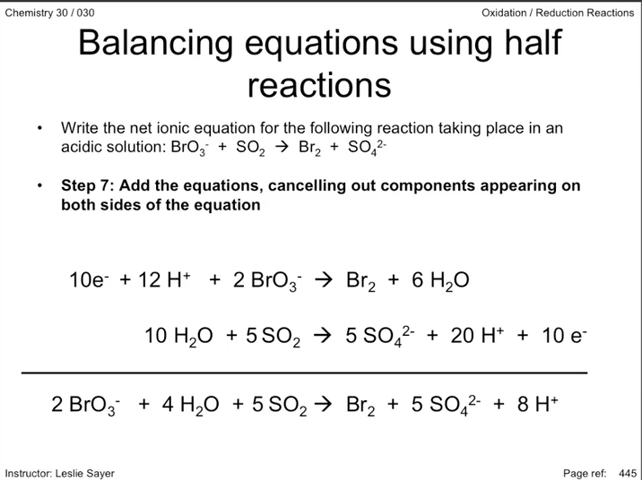 Chemistry 30 / 030 Oxidation / Reduction Reactions
Balancing equations using half
reactions
• Write the net ionic equation for the following reaction taking place in an
acidic solution: BrO₃⁻ + SO₂ → Br₂ + SO₄²⁻
• Step 7: Add the equations, cancelling out components appearing on
both sides of the equation
10e⁻ + 12 H⁺ + 2 BrO₃⁻ → Br₂ + 6 H₂O
10 H₂O + 5 SO₂ → 5 SO₄²⁻ + 20 H⁺ + 10 e⁻
2 BrO₃⁻ + 4 H₂O + 5 SO₂ → Br₂ + 5 SO₄²⁻ + 8 H⁺
Instructor: Leslie Sayer Page ref: 445